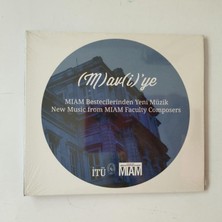 (M)av(i)'ye
MIAM Bestecilerinden Yeni Müzik
New Music from MIAM Faculty Composers
İTÜ
MIAM